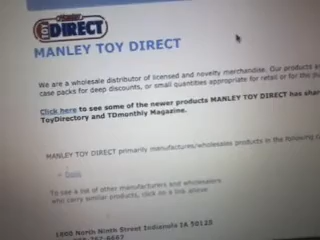 Manley
TOY DIRECT
MANLEY TOY DIRECT
We are a wholesale distributor of licensed and novelty merchandise. Our products a
case packs for deep discounts, or small quantities appropriate for retail or for the
Click here to see some of the newer products MANLEY TOY DIRECT has shar
ToyDirectory and TDmonthly Magazine.
MANLEY TOY DIRECT primarily manufactures/wholesales products in the following c
To see a list of other manufacturers and wholesalers
who carry similar products, click on a link above
1800 North Ninth Street Indianola IA 50125